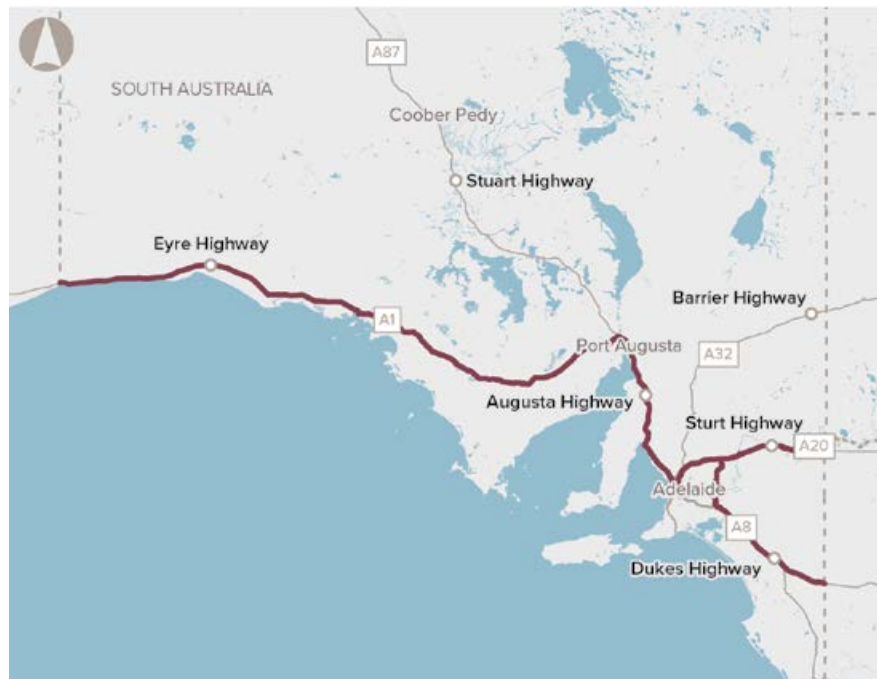 A87
SOUTH AUSTRALIA
Coober Pedy
Stuart Highway
Eyre Highway
Barrier Highway
A1
Port Augusta
A32
Augusta Highway
Sturt Highway
A20
Adelaide
A8
Dukes Highway